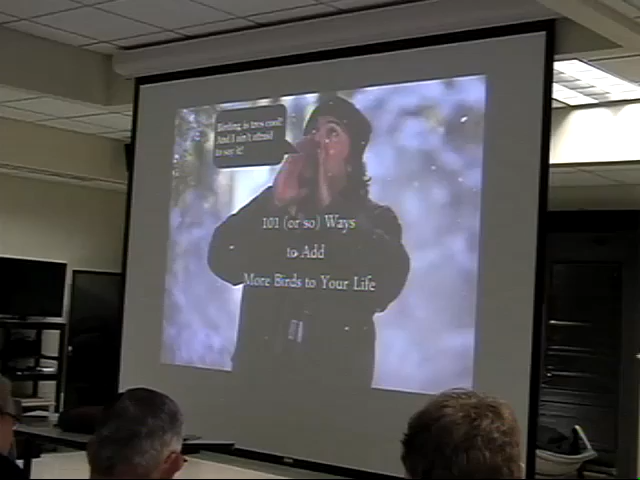 Birding is tres cool!
And I ain't afraid
to say it!
101 (or so) Ways
to Add
More Birds to Your Life